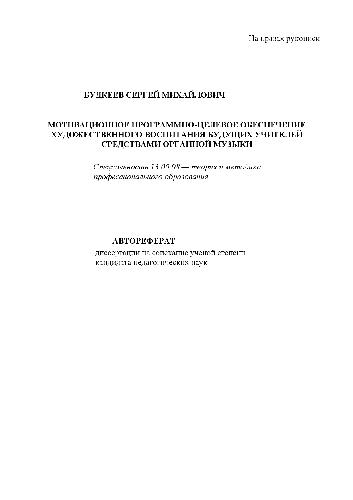 На правах рукописи
БУДКЕЕВ СЕРГЕЙ МИХАЙЛОВИЧ
МОТИВАЦИОННОЕ ПРОГРАММНО-ЦЕЛЕВОЕ ОБЕСПЕЧЕНИЕ
ХУДОЖЕСТВЕННОГО ВОСПИТАНИЯ БУДУЩИХ УЧИТЕЛЕЙ
СРЕДСТВАМИ ОРГАННОЙ МУЗЫКИ
Специальность 13.00.08 — теория и методика
профессионального образования
АВТОРЕФЕРАТ
диссертации на соискание ученой степени
кандидата педагогических наук